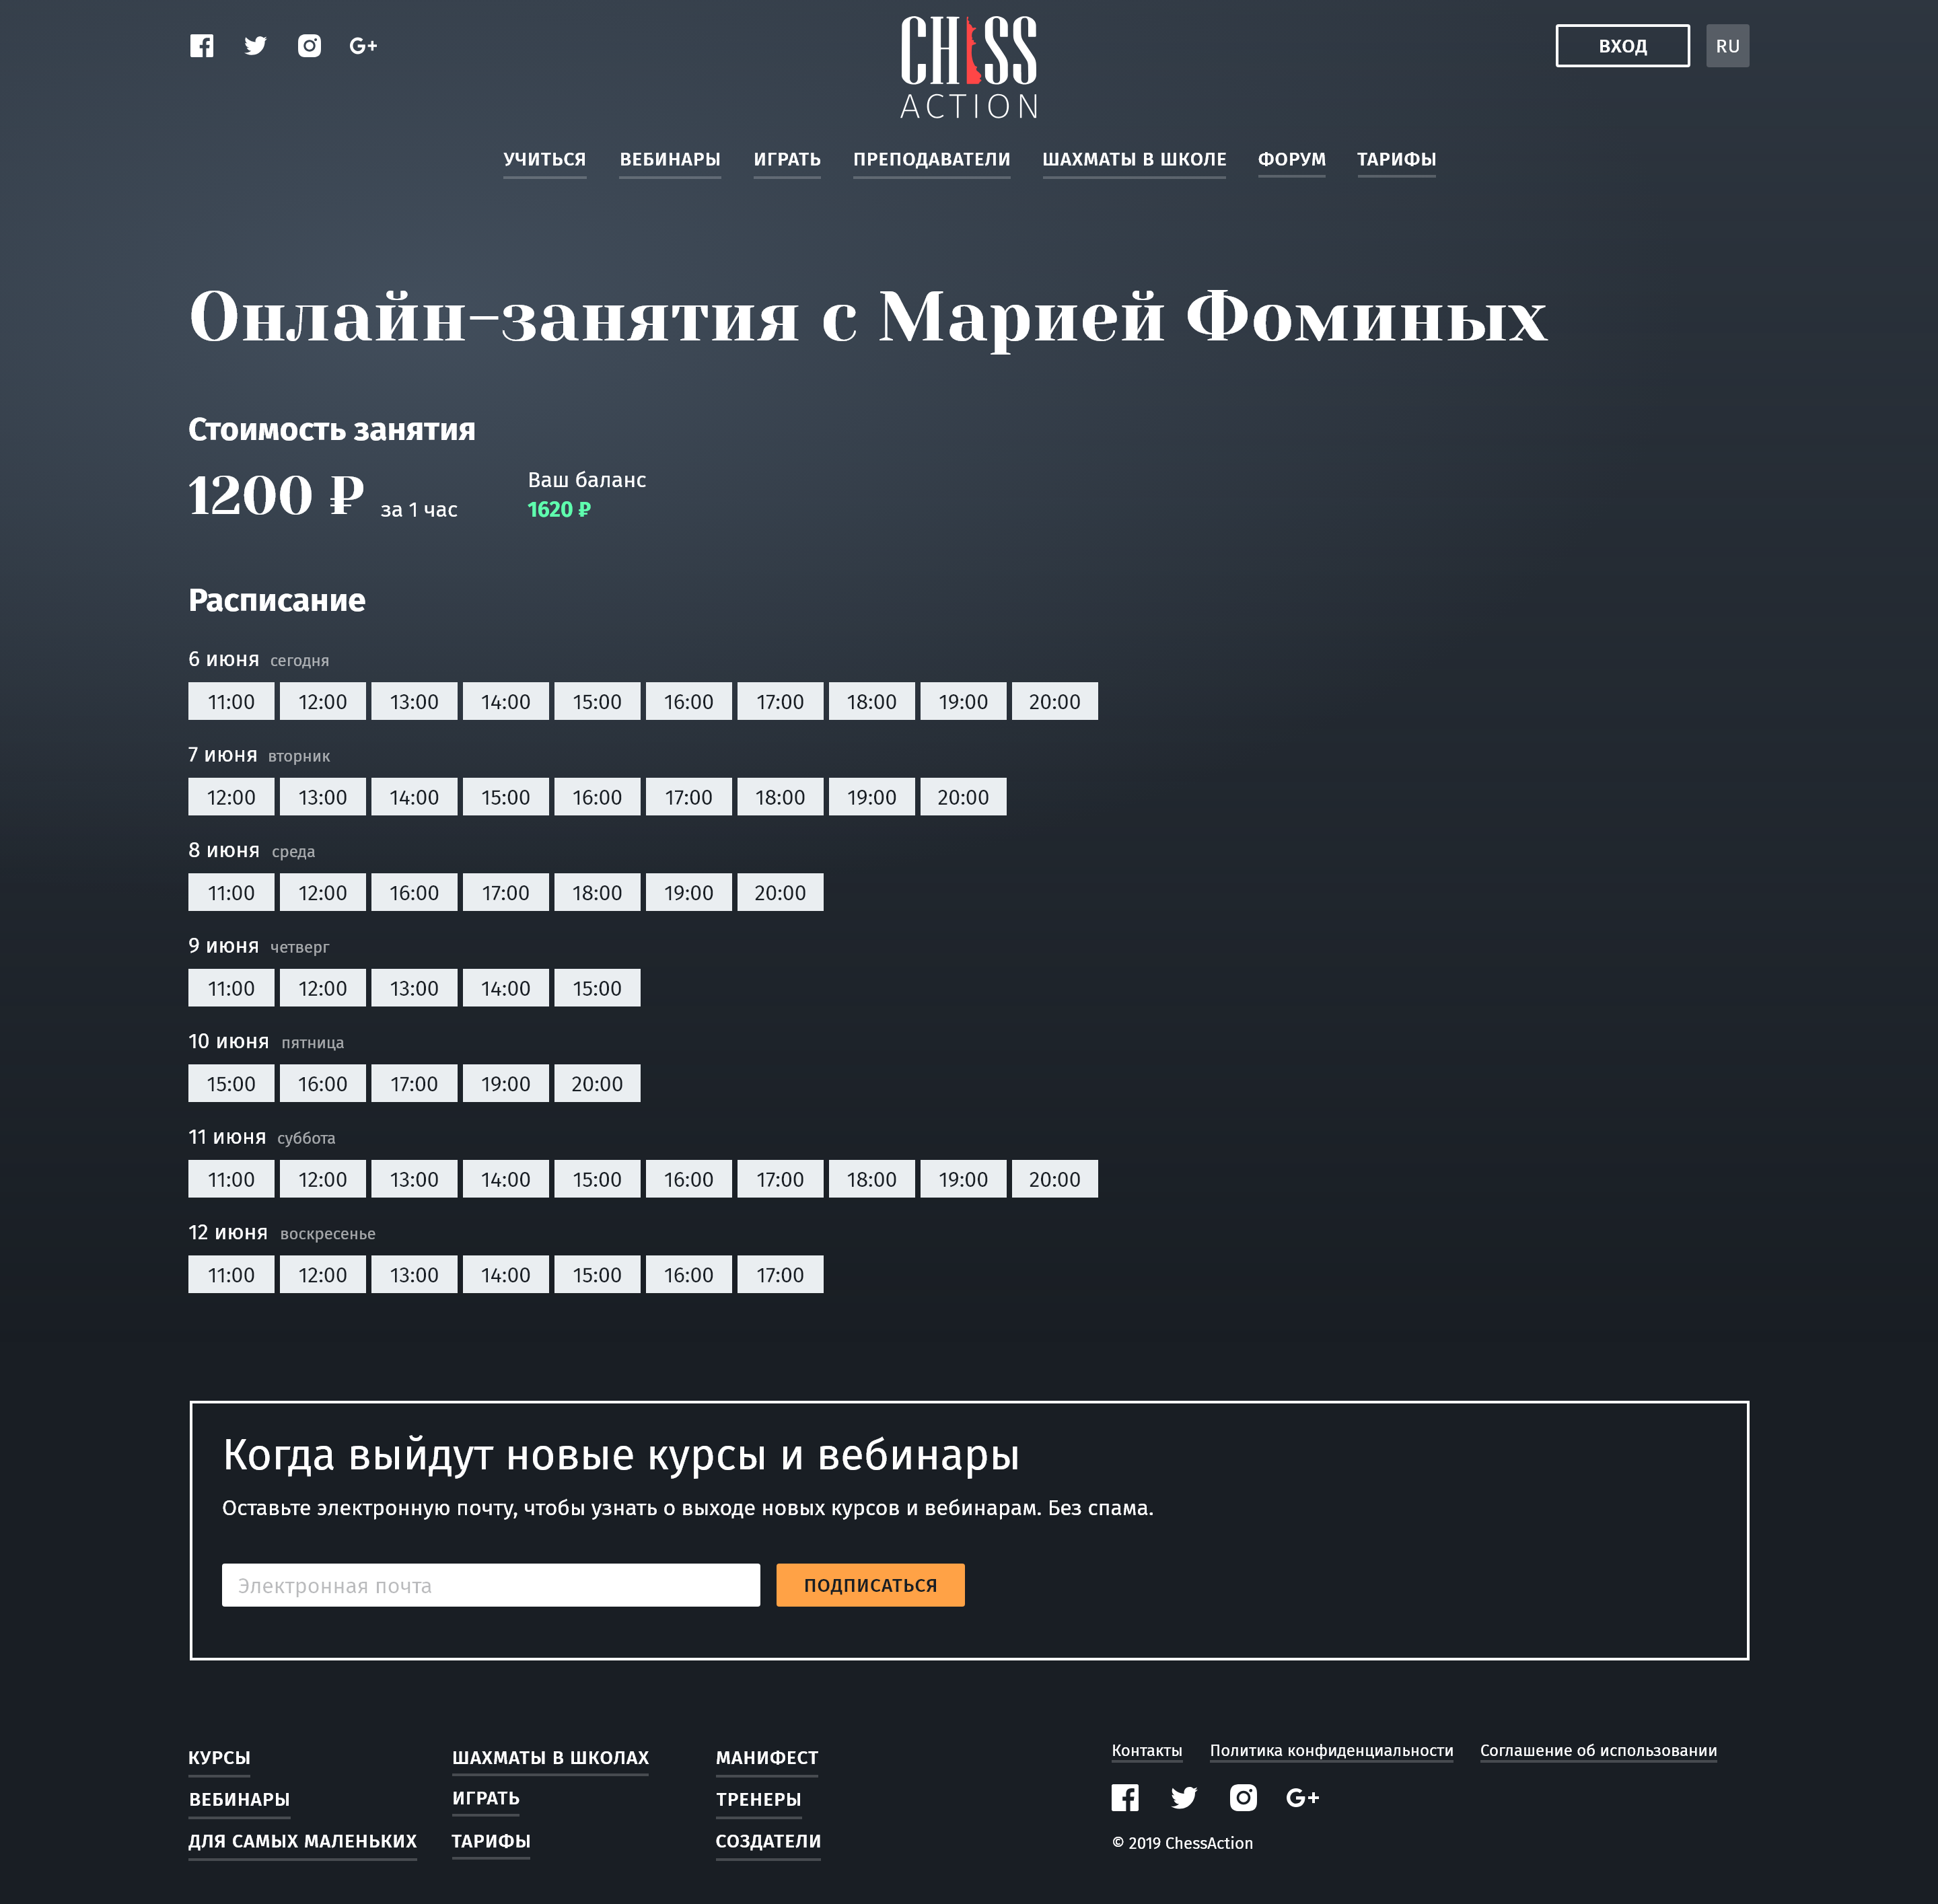 CHESS
ACTION
ВХОД
RU
УЧИТЬСЯ ВЕБИНАРЫ ИГРАТЬ ПРЕПОДАВАТЕЛИ ШАХМАТЫ В ШКОЛЕ ФОРУМ ТАРИФЫ
Онлайн-занятия с Марией Фоминых
Стоимость занятия
1200 ₽ за 1 час
Ваш баланс
1620 ₽
Расписание
6 июня сегодня
11:00 12:00 13:00 14:00 15:00 16:00 17:00 18:00 19:00 20:00
7 июня вторник
12:00 13:00 14:00 15:00 16:00 17:00 18:00 19:00 20:00
8 июня среда
11:00 12:00 16:00 17:00 18:00 19:00 20:00
9 июня четверг
11:00 12:00 13:00 14:00 15:00
10 июня пятница
15:00 16:00 17:00 19:00 20:00
11 июня суббота
11:00 12:00 13:00 14:00 15:00 16:00 17:00 18:00 19:00 20:00
12 июня воскресенье
11:00 12:00 13:00 14:00 15:00 16:00 17:00
Когда выйдут новые курсы и вебинары
Оставьте электронную почту, чтобы узнать о выходе новых курсов и вебинарам. Без спама.
Электронная почта
ПОДПИСАТЬСЯ
КУРСЫ
ВЕБИНАРЫ
ДЛЯ САМЫХ МАЛЕНЬКИХ
ШАХМАТЫ В ШКОЛАХ
ИГРАТЬ
ТАРИФЫ
МАНИФЕСТ
ТРЕНЕРЫ
СОЗДАТЕЛИ
Контакты Политика конфиденциальности Соглашение об использовании
G+
© 2019 ChessAction